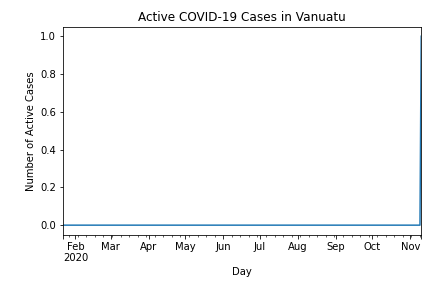 Active COVID-19 Cases in Vanuatu
Number of Active Cases
1.0
0.8
0.6
0.4
0.2
0.0
Feb Mar Apr May Jun Jul Aug Sep Oct Nov
2020
Day